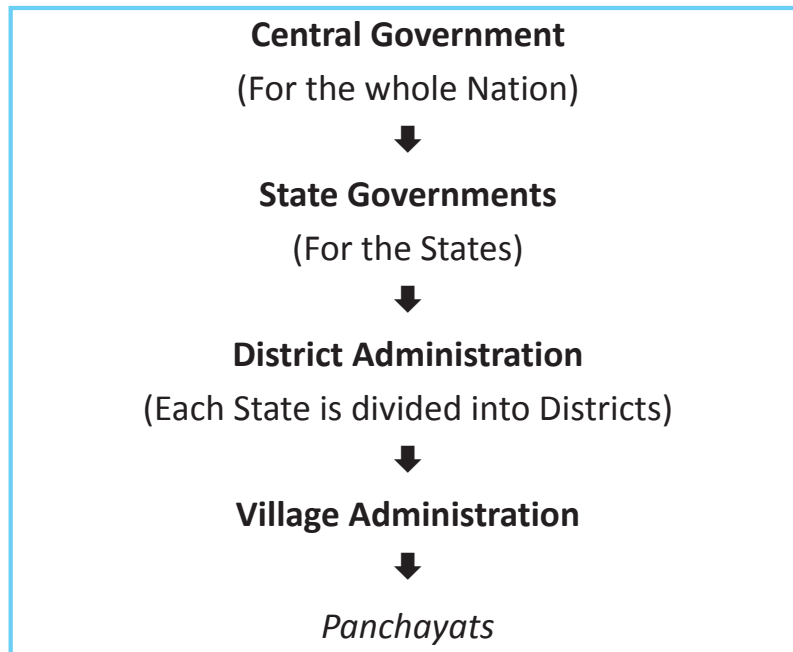 Central Government
(For the whole Nation)
State Governments
(For the States)
District Administration
(Each State is divided into Districts)
Village Administration
Panchayats